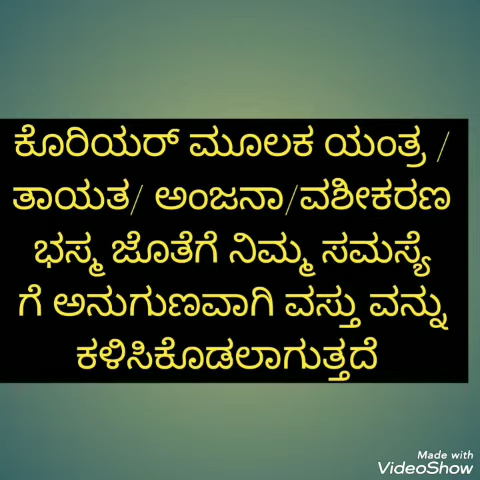 ಕೊರಿಯರ್ ಮೂಲಕ ಯಂತ್ರ /
ತಾಯತ/ ಅಂಜನಾ/ವಶೀಕರಣ
ಭಸ್ಮ ಜೊತೆಗೆ ನಿಮ್ಮ ಸಮಸ್ಯೆ
ಗೆ ಅನುಗುಣವಾಗಿ ವಸ್ತು ವನ್ನು
ಕಳಿಸಿಕೊಡಲಾಗುತ್ತದೆ
Made with
VideoShow